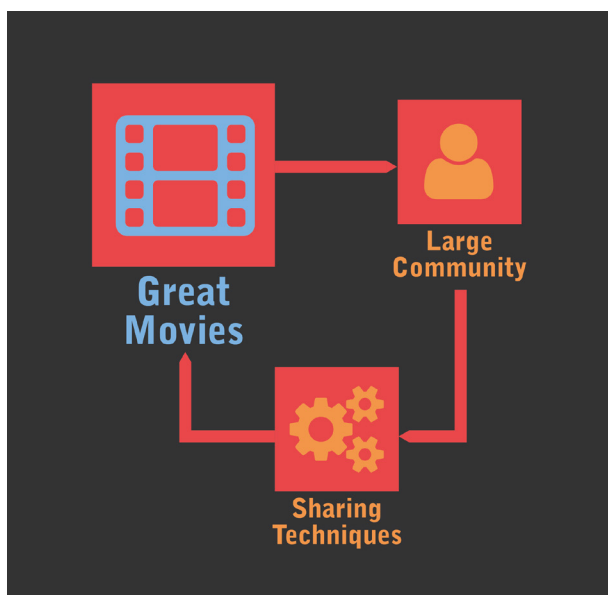 Great
Movies
Large
Community
Sharing
Techniques